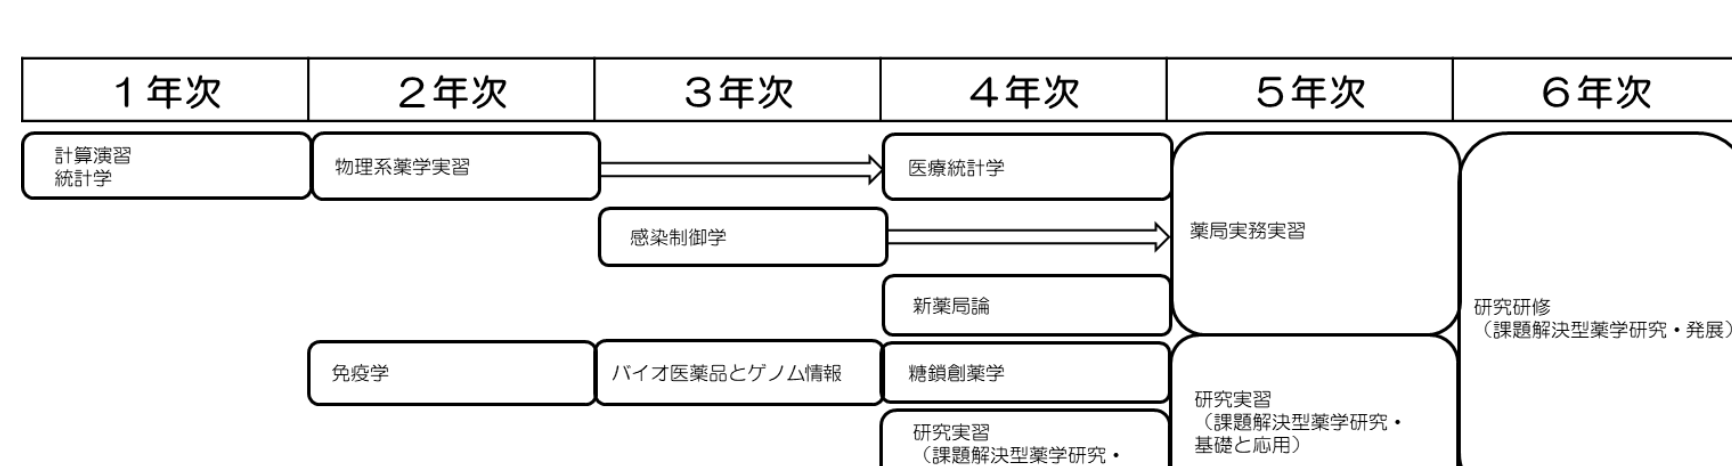 1年次
2年次
3年次
4年次
5年次
6年次
計算演習
統計学
物理系薬学実習
医療統計学
感染制御学
薬局実務実習
新薬局論
研究研修
(課題解決型薬学研究・発展)
免疫学
バイオ医薬品とゲノム情報
糖鎖創薬学
研究実習
(課題解決型薬学研究・
基礎と応用)
研究実習
(課題解決型薬学研究・